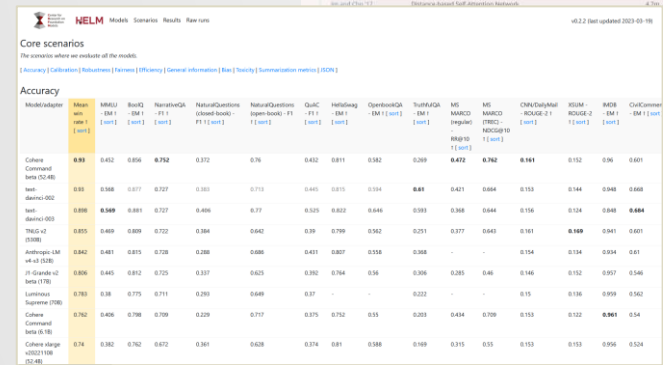 Distance-based Self-Attention Network
HELM Models Scenarios Results Raw runs
v0.2.2 (last updated 2023-03-19)
Core scenarios
The scenarios where we evaluate all the models.
[ Accuracy | Calibration | Robustness | Fairness | Efficiency | General information | Bias | Toxicity | Summarization metrics | JSON ]
Accuracy
Model/adapter Mean win rate ↑ [ sort ] MMLU - EM ↑ [ sort ] BoolQ - EM ↑ [ sort ] NarrativeQA - F1 ↑ [ sort ] NaturalQuestions (closed-book) - F1 ↑ [ sort ] NaturalQuestions (open-book) - F1 ↑ [ sort ] QuAC - F1 ↑ [ sort ] HellaSwag - EM ↑ [ sort ] OpenbookQA - EM ↑ [ sort ] TruthfulQA - EM ↑ [ sort ] MS MARCO (regular) - RR@10 ↑ [ sort ] MS MARCO (TREC) - NDCG@10 ↑ [ sort ] CNN/DailyMail - ROUGE-2 ↑ [ sort ] XSUM - ROUGE-2 ↑ [ sort ] IMDB - EM ↑ [ sort ] CivilCommen - EM ↑ [ sort
Cohere Command beta (52.4B) 0.93 0.452 0.856 0.752 0.372 0.76 0.432 0.811 0.582 0.269 0.472 0.762 0.161 0.152 0.96 0.601
text-davinci-002 0.93 0.568 0.877 0.727 0.383 0.713 0.445 0.815 0.594 0.61 0.421 0.664 0.153 0.144 0.948 0.668
text-davinci-003 0.898 0.569 0.881 0.727 0.406 0.77 0.525 0.822 0.646 0.593 0.368 0.644 0.156 0.124 0.848 0.684
TNLG v2 (530B) 0.855 0.469 0.809 0.722 0.384 0.642 0.39 0.799 0.562 0.251 0.377 0.643 0.161 0.169 0.941 0.601
Anthropic-LM v4-s3 (52B) 0.842 0.481 0.815 0.728 0.288 0.686 0.431 0.807 0.558 0.368 - - 0.154 0.134 0.934 0.61
J1-Grande v2 beta (17B) 0.806 0.445 0.812 0.725 0.337 0.625 0.392 0.764 0.56 0.306 0.285 0.46 0.146 0.152 0.957 0.546
Luminous Supreme (70B) 0.783 0.38 0.775 0.711 0.293 0.649 0.37 - - 0.222 - - 0.15 0.136 0.959 0.562
Cohere Command beta (6.1B) 0.762 0.406 0.798 0.709 0.229 0.717 0.375 0.752 0.55 0.203 0.434 0.709 0.153 0.122 0.961 0.54
Cohere xlarge v20221108 (52.4B) 0.74 0.382 0.762 0.672 0.361 0.628 0.374 0.81 0.588 0.169 0.315 0.55 0.153 0.153 0.956 0.524